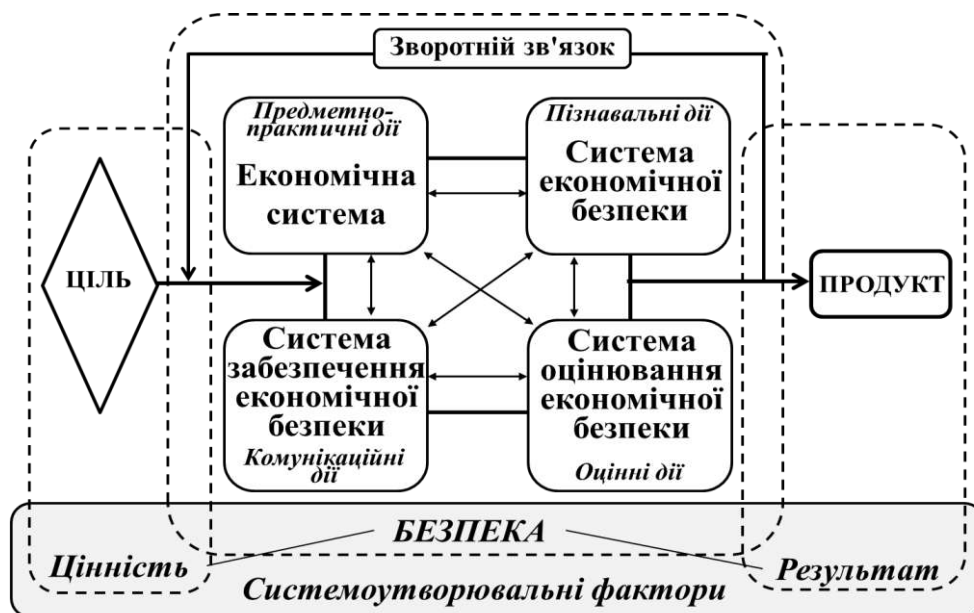 Зворотній зв'язок
Предметно-
практичні дії
Економічна
система
Пізнавальні дії
Система
економічної
безпеки
ЦІЛЬ
ПРОДУКТ
Система
забезпечення
економічної
безпеки
Комунікаційні
дії
Система
оцінювання
економічної
безпеки
Оцінні дії
БЕЗПЕКА
Цінність
Результат
Системоутворювальні фактори